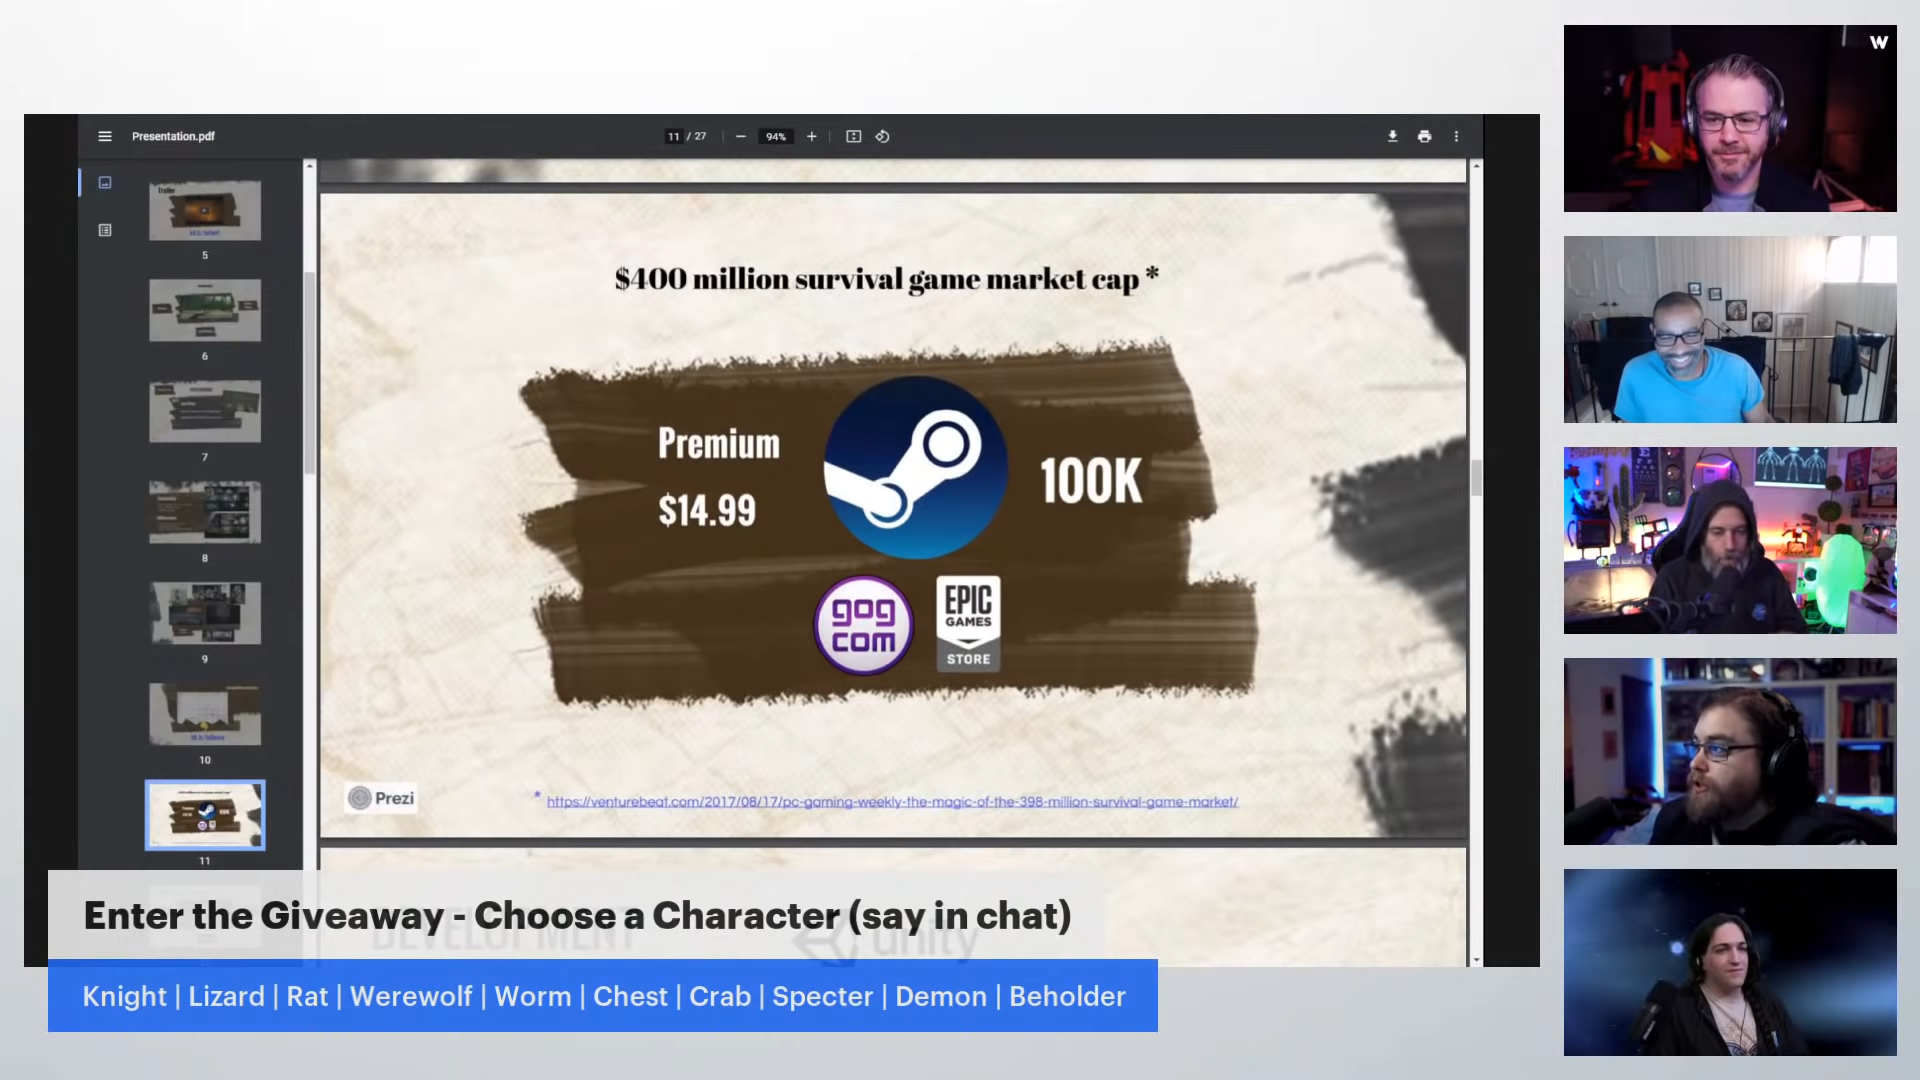 W
Presentation.pdf
11 / 27
94%
5
6
7
8
9
10
11
$400 million survival game market cap *
Premium
$14.99
100K
gog
com
EPIC
GAMES
STORE
Prezi
* https://venturebeat.com/2017/08/17/pc-gaming-weekly-the-magic-of-the-398-million-survival-game-market/
DEVELOPMENT
unity
Enter the Giveaway - Choose a Character (say in chat)
Knight | Lizard | Rat | Werewolf | Worm | Chest | Crab | Specter | Demon | Beholder